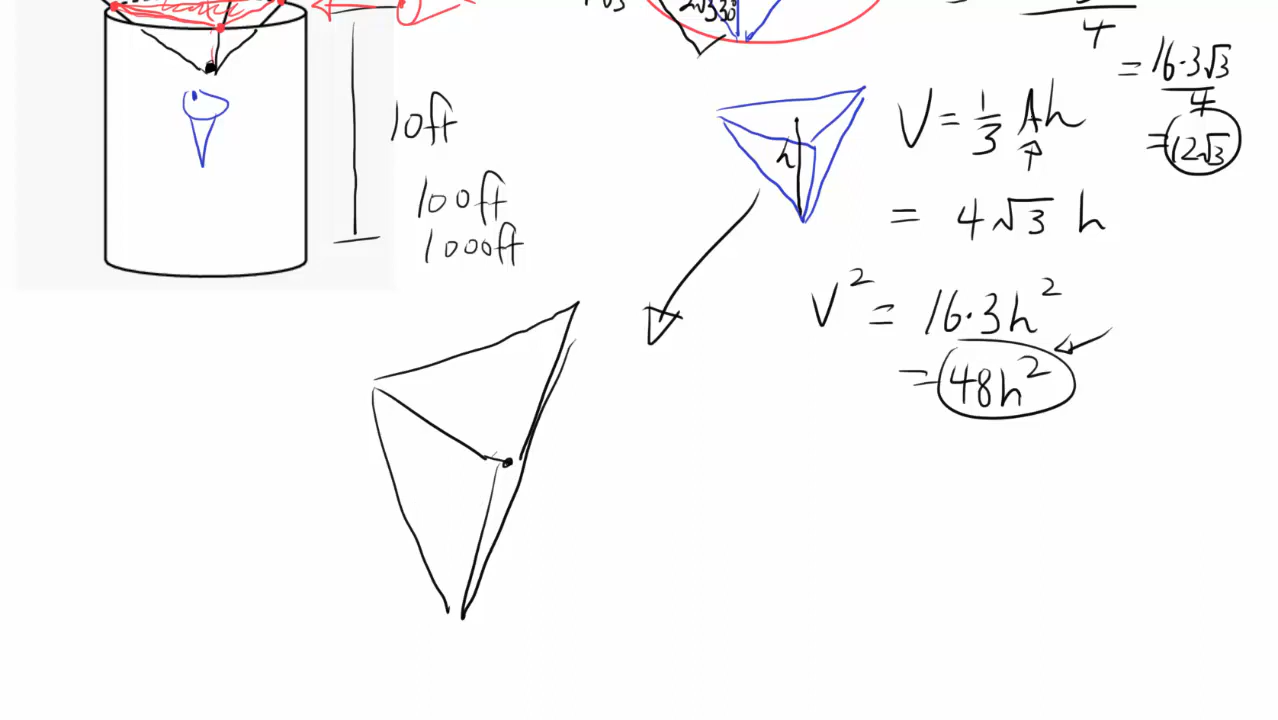 10ft
100ft
1000ft
4
= 16·3√3
4
= 12√3
V = 1/3 Ah
h
= 4√3 h
V² = 16·3h²
= 48h²